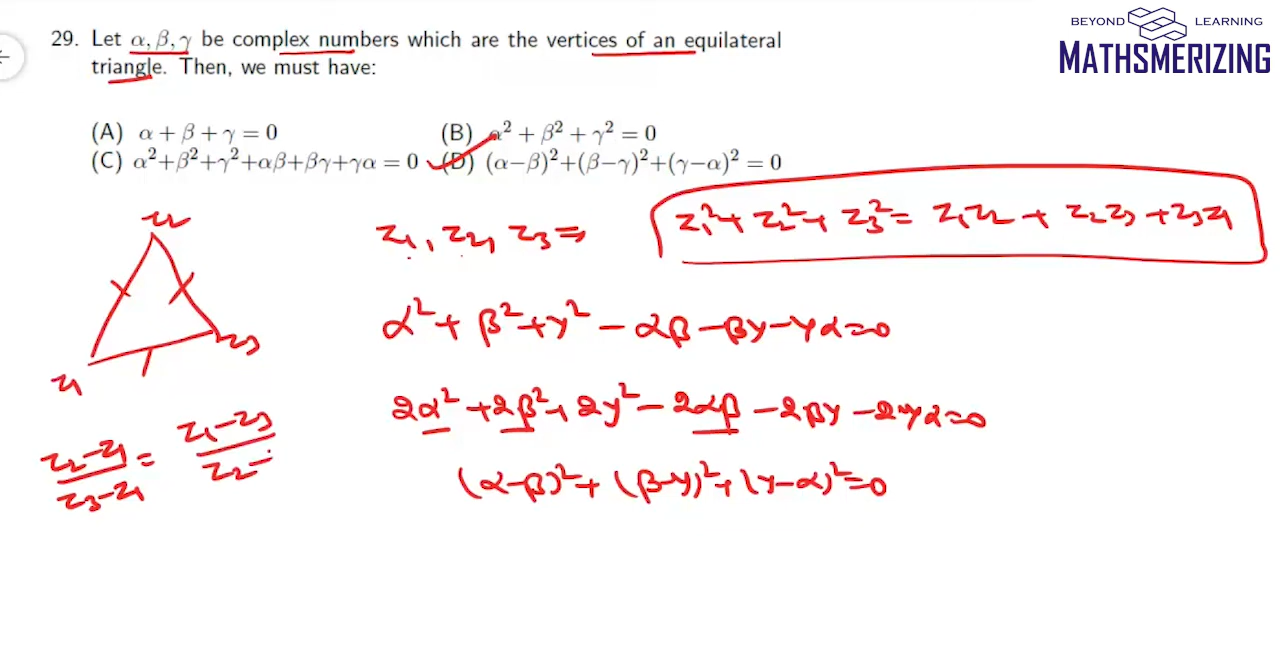 BEYOND LEARNING
MATHSMERIZING
29. Let α, β, γ be complex numbers which are the vertices of an equilateral
triangle. Then, we must have:
(A) α + β + γ = 0 (B) α² + β² + γ² = 0
(C) α²+β²+γ²+αβ+βγ+γα = 0 (D) (α−β)²+(β−γ)²+(γ−α)² = 0
z₂
z₁, z₂, z₃ ⇒ z₁² + z₂² + z₃² = z₁z₂ + z₂z₃ + z₃z₁
z₃
z₁
α² + β² + γ² − αβ − βγ − γα = 0
2α² + 2β² + 2γ² − 2αβ − 2βγ − 2γα = 0
(z₂ − z₁)/(z₃ − z₁) = (z₁ − z₃)/(z₂ −
(α−β)² + (β−γ)² + (γ−α)² = 0